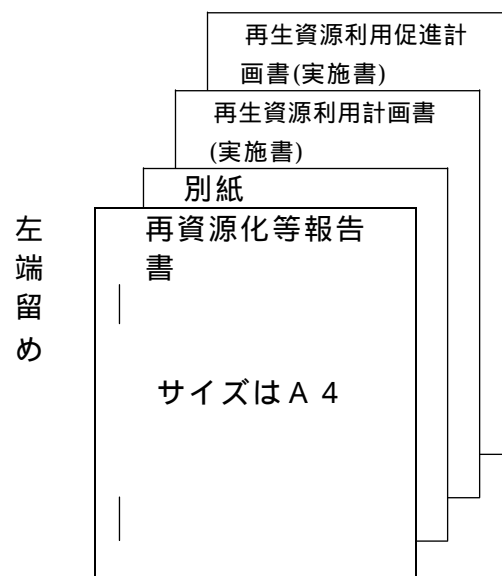 再生資源利用促進計
画書(実施書)
再生資源利用計画書
(実施書)
別紙
再資源化等報告
書
左端留め
サイズはA 4